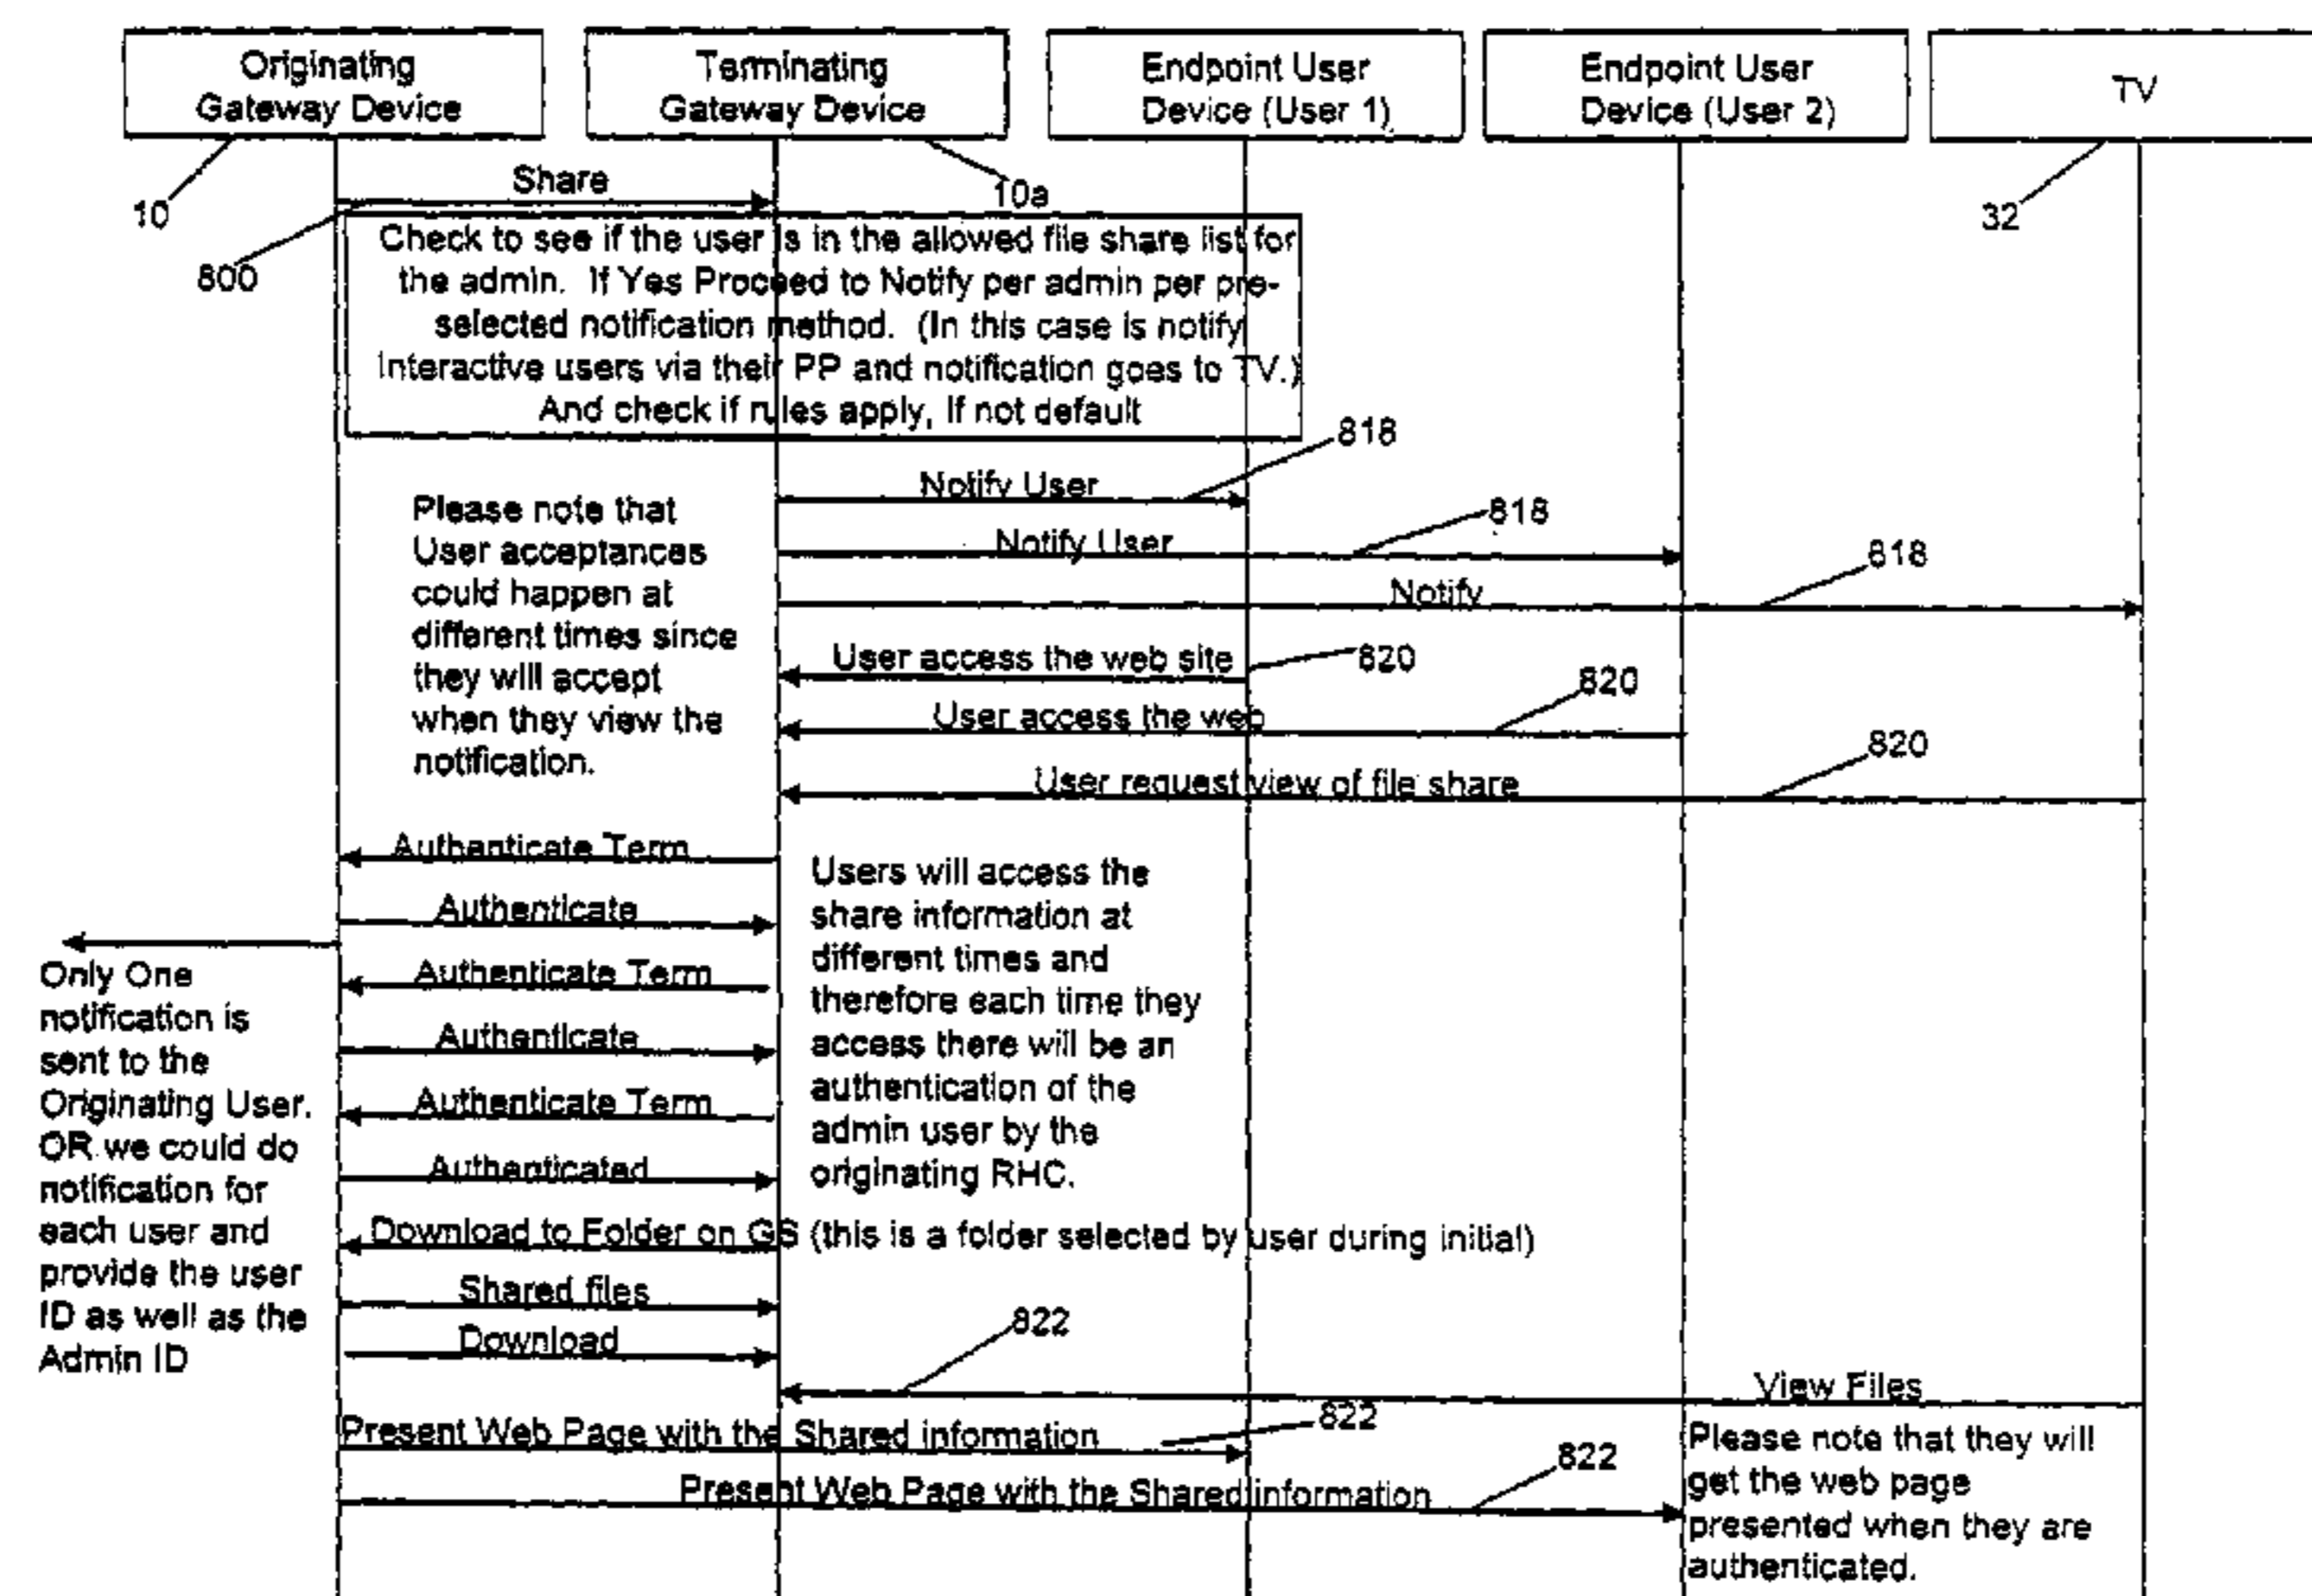 Originating
Gateway Device
Terminating
Gateway Device
Endpoint User
Device (User 1)
Endpoint User
Device (User 2)
TV
10
Share
10a
32
800
Check to see if the user is in the allowed file share list for
the admin. If Yes Proceed to Notify per admin per pre-
selected notification method. (In this case is notify
Interactive users via their PP and notification goes to TV.)
And check if rules apply, If not default
818
Notify User
818
Notify User
818
Notify
Please note that
User acceptances
could happen at
different times since
they will accept
when they view the
notification.
User access the web site
820
User access the web
820
User request view of file share
820
Authenticate Term
Authenticate
Authenticate Term
Authenticate
Authenticate Term
Authenticated
Users will access the
share information at
different times and
therefore each time they
access there will be an
authentication of the
admin user by the
originating RHC.
Only One
notification is
sent to the
Originating User.
OR we could do
notification for
each user and
provide the user
ID as well as the
Admin ID
Download to Folder on GS (this is a folder selected by user during initial)
Shared files
Download
822
View Files
Present Web Page with the Shared information
822
Present Web Page with the Shared information
822
Please note that they will
get the web page
presented when they are
authenticated.